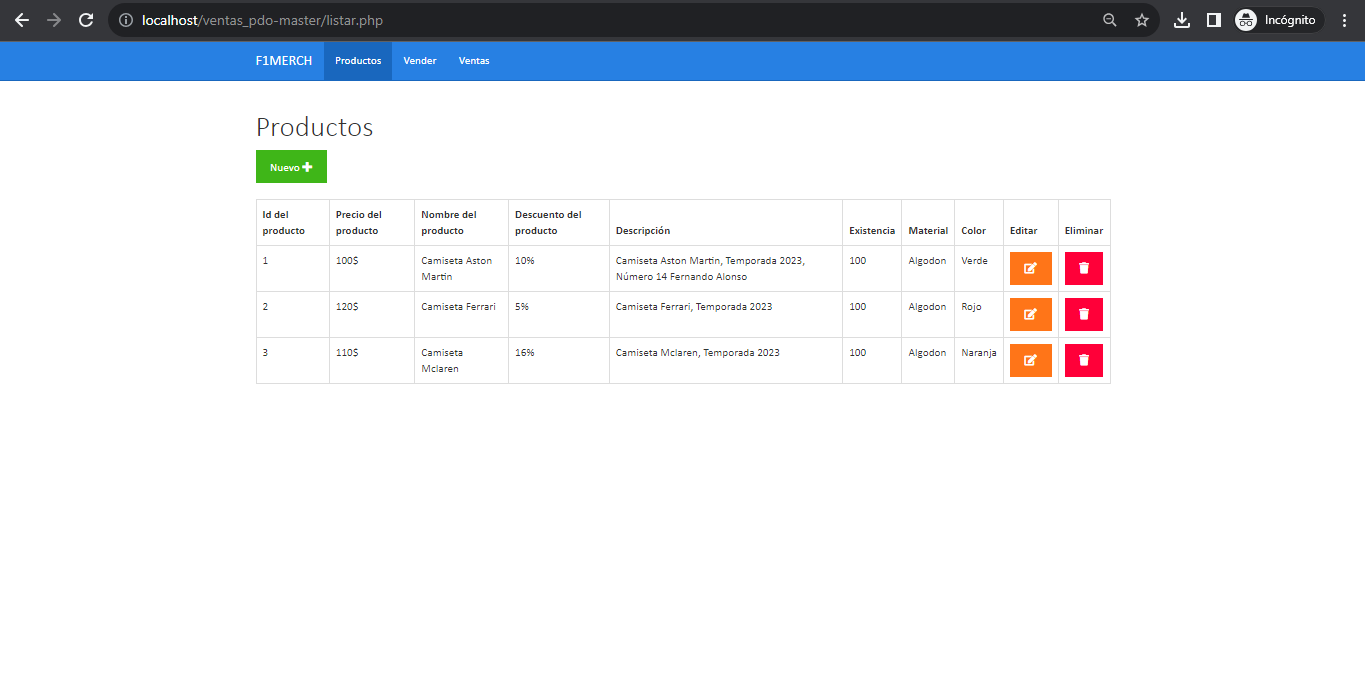 localhost/ventas_pdo-master/listar.php
Incógnito
F1MERCH Productos Vender Ventas
Productos
Nuevo
Id del producto Precio del producto Nombre del producto Descuento del producto Descripción Existencia Material Color Editar Eliminar
1 100$ Camiseta Aston Martin 10% Camiseta Aston Martin, Temporada 2023, Número 14 Fernando Alonso 100 Algodon Verde
2 120$ Camiseta Ferrari 5% Camiseta Ferrari, Temporada 2023 100 Algodon Rojo
3 110$ Camiseta Mclaren 16% Camiseta Mclaren, Temporada 2023 100 Algodon Naranja